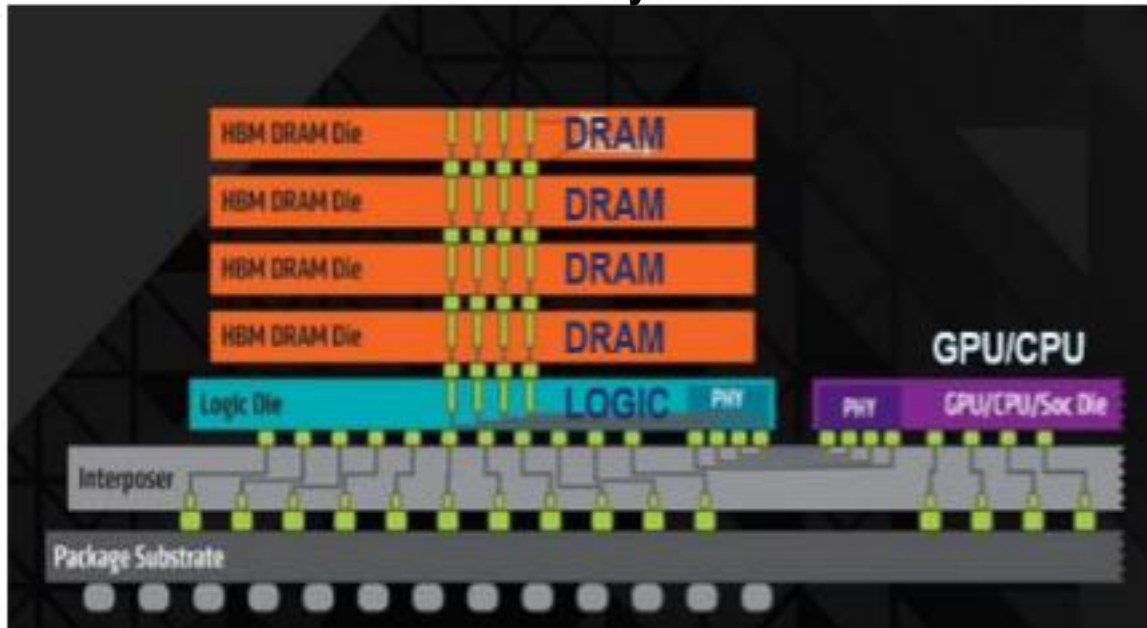 HBM DRAM Die DRAM
HBM DRAM Die DRAM
HBM DRAM Die DRAM
HBM DRAM Die DRAM
GPU/CPU
Logic Die LOGIC PHY
PHY GPU/CPU/Soc Die
Interposer
Package Substrate